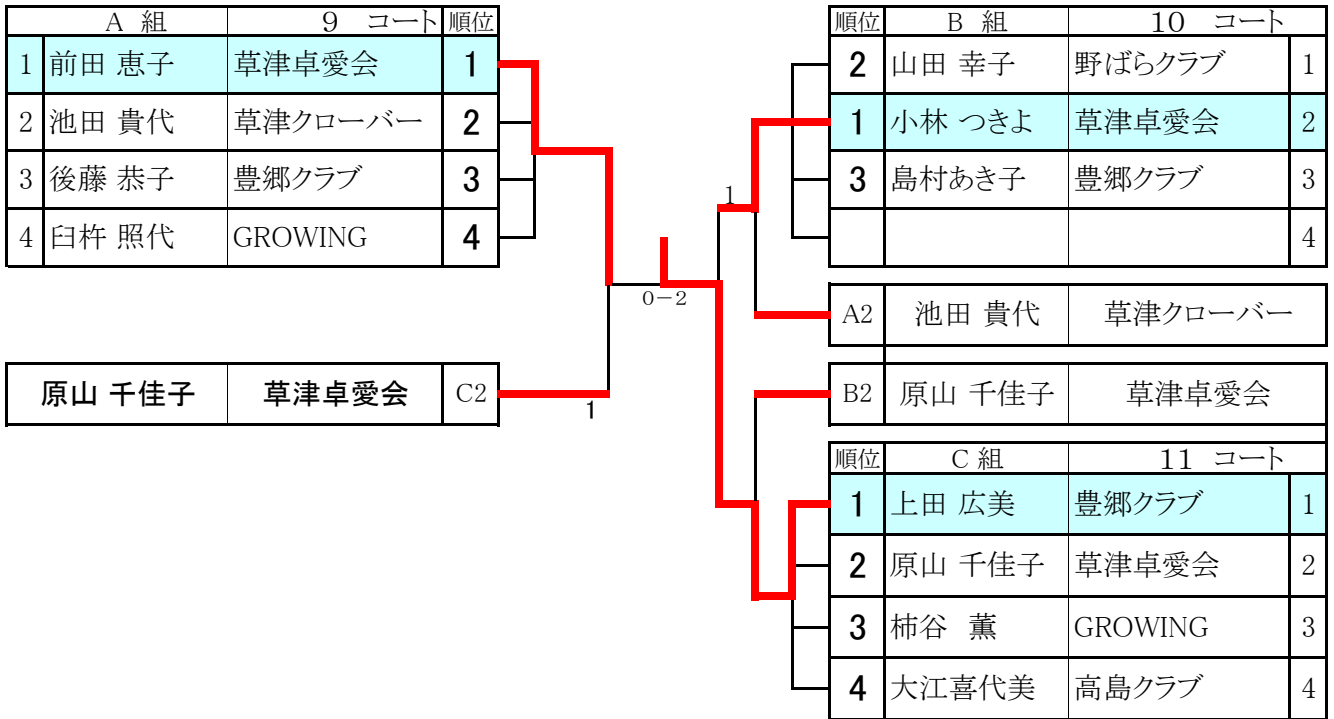 A 組 9 コート 順位
1 前田 恵子 草津卓愛会 1
2 池田 貴代 草津クローバー 2
3 後藤 恭子 豊郷クラブ 3
4 臼杵 照代 GROWING 4
原山 千佳子 草津卓愛会 C2
1
0-2
1
順位 B 組 10 コート
2 山田 幸子 野ばらクラブ 1
1 小林 つきよ 草津卓愛会 2
3 島村あき子 豊郷クラブ 3
4
A2 池田 貴代 草津クローバー
B2 原山 千佳子 草津卓愛会
順位 C 組 11 コート
1 上田 広美 豊郷クラブ 1
2 原山 千佳子 草津卓愛会 2
3 柿谷 薫 GROWING 3
4 大江喜代美 高島クラブ 4